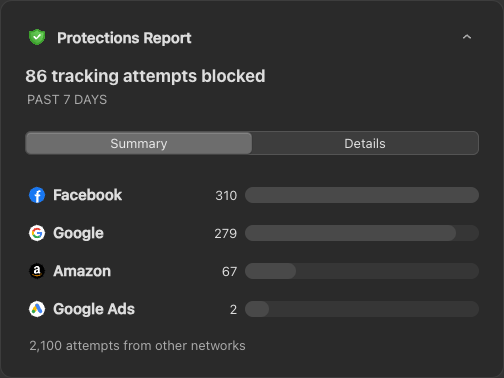 Protections Report
86 tracking attempts blocked
PAST 7 DAYS
Summary Details
Facebook 310
Google 279
Amazon 67
Google Ads 2
2,100 attempts from other networks